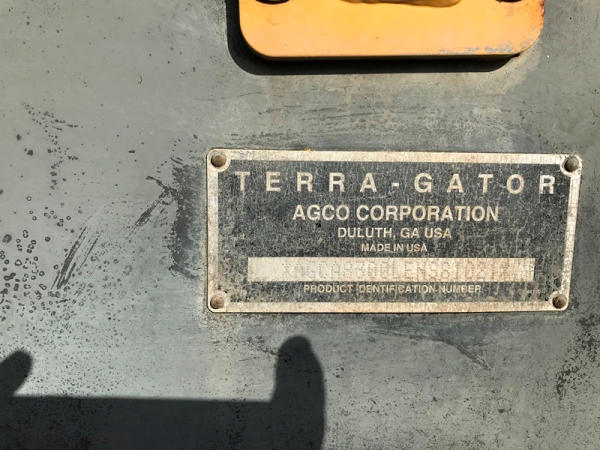 TERRA-GATOR
AGCO CORPORATION
DULUTH, GA USA
MADE IN USA
PRODUCT IDENTIFICATION NUMBER